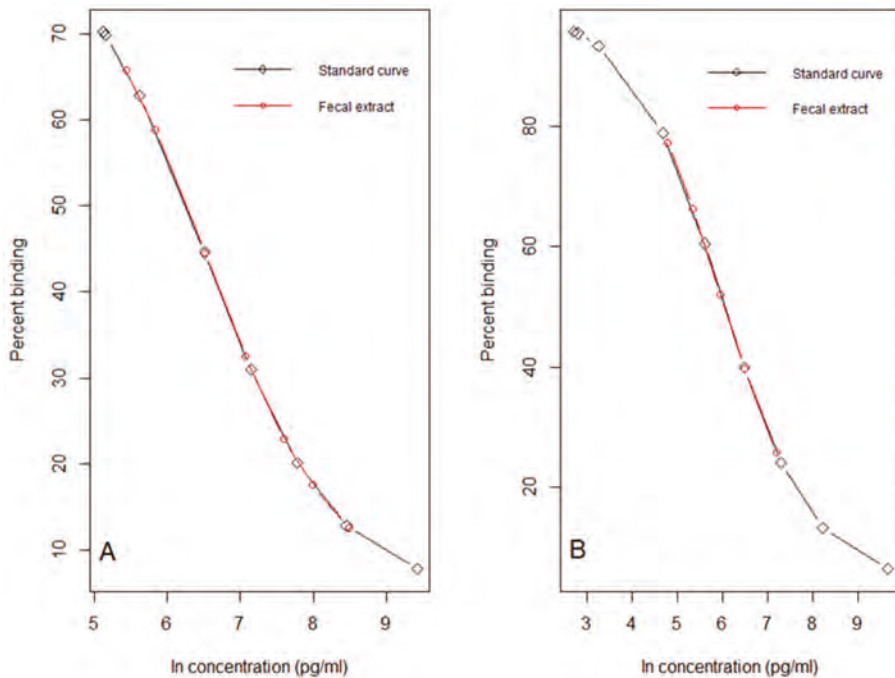 70
60
50
40
30
20
10
Percent binding
Standard curve
Fecal extract
A
5 6 7 8 9
ln concentration (pg/ml)
80
60
40
20
Percent binding
Standard curve
Fecal extract
B
3 4 5 6 7 8 9
ln concentration (pg/ml)